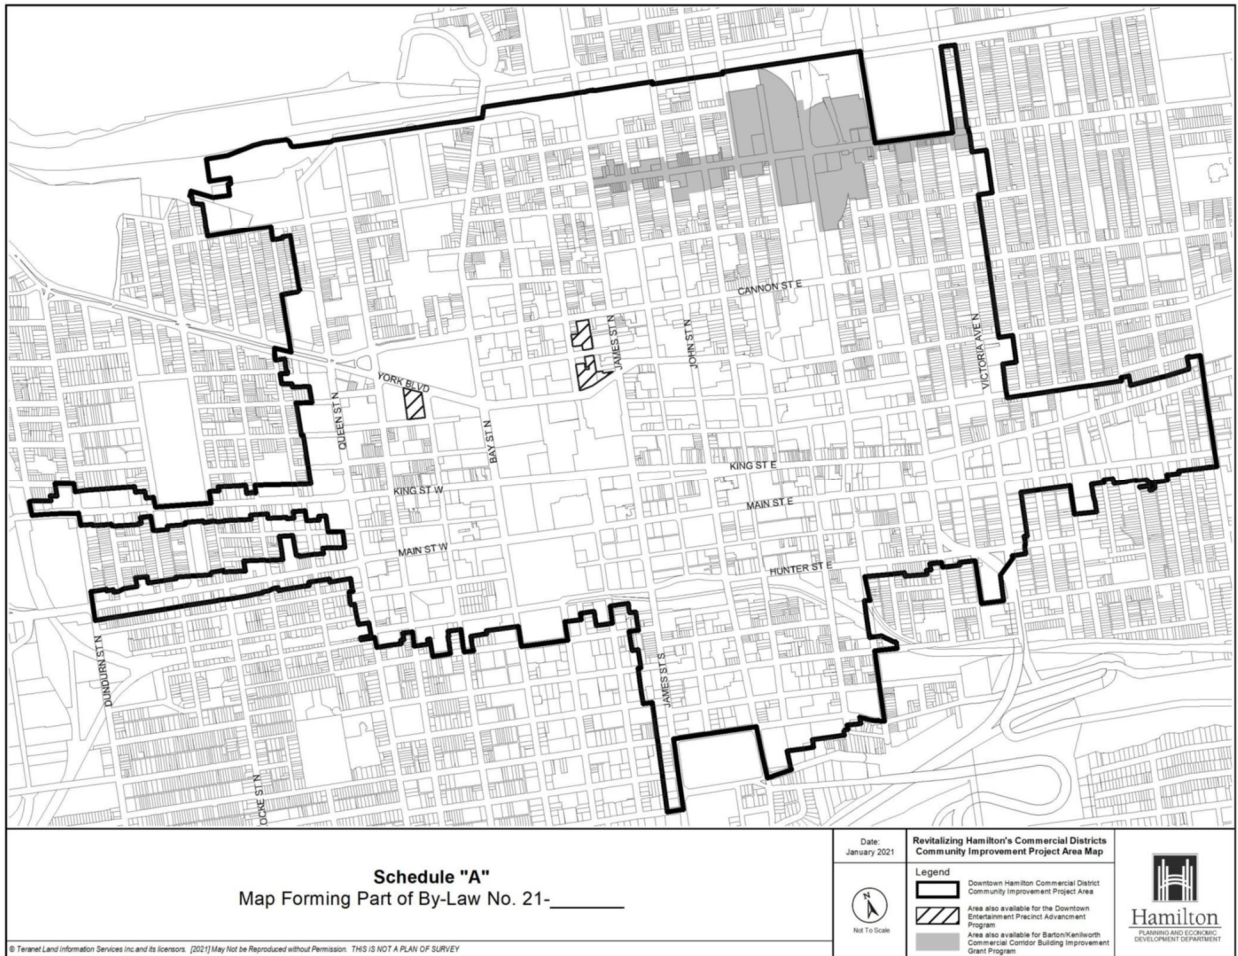 CANNON ST E
JAMES ST N
JOHN ST N
VICTORIA AVE N
YORK BLVD
QUEEN ST N
BAY ST N
KING ST E
KING ST W
MAIN ST E
MAIN ST W
HUNTER ST E
DUNDURN ST N
JAMES ST S
OCKE ST N
Schedule "A"
Map Forming Part of By-Law No. 21-________
© Teranet Land Information Services Inc.and its licensors. [2021] May Not be Reproduced without Permission. THIS IS NOT A PLAN OF SURVEY
Date:
January 2021
N
Not To Scale
Revitalizing Hamilton's Commercial Districts
Community Improvement Project Area Map
Legend
Downtown Hamilton Commercial District
Community Improvement Project Area
Area also available for the Downtown
Entertainment Precinct Advancment
Program
Area also available for Barton/Kenilworth
Commercial Corridor Building Improvement
Grant Program
Hamilton
PLANNING AND ECONOMIC
DEVELOPMENT DEPARTMENT